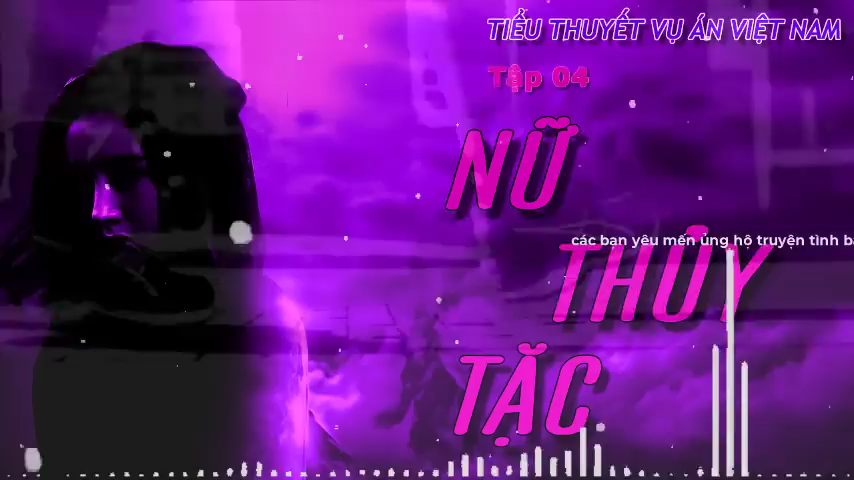 TIỂU THUYẾT VỤ ÁN VIỆT NAM
Tập 04
NỮ
các bạn yêu mến ủng hộ truyện tình
THỦY
TẶC